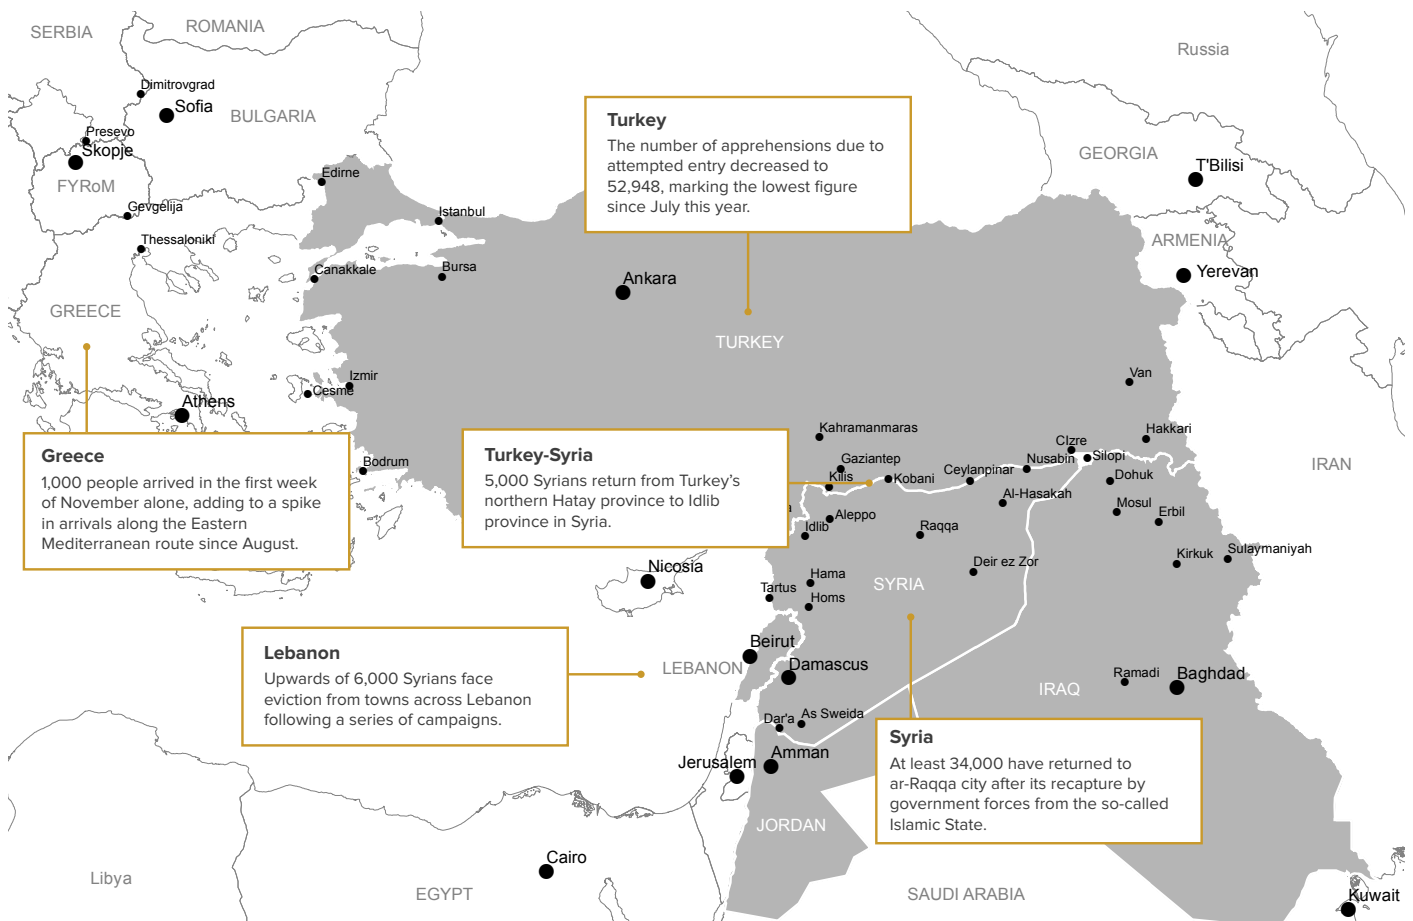 SERBIA
ROMANIA
Russia
Dimitrovgrad
Sofia
BULGARIA
Presevo
Skopje
FYRoM
Gevgelija
Thessaloniki
Edirne
Istanbul
Canakkale
Bursa
Ankara
GEORGIA
T'Bilisi
ARMENIA
Yerevan
Turkey
The number of apprehensions due to
attempted entry decreased to
52,948, marking the lowest figure
since July this year.
GREECE
TURKEY
Izmir
Cesme
Athens
Van
Kahramanmaras
Hakkari
CIzre
Silopi
IRAN
Bodrum
Gaziantep
Kilis
Kobani
Ceylanpinar
Nusabin
Dohuk
Al-Hasakah
Mosul
Erbil
Greece
1,000 people arrived in the first week
of November alone, adding to a spike
in arrivals along the Eastern
Mediterranean route since August.
Turkey-Syria
5,000 Syrians return from Turkey’s
northern Hatay province to Idlib
province in Syria.
a
Aleppo
Idlib
Raqqa
Kirkuk
Sulaymaniyah
Nicosia
Hama
Deir ez Zor
Tartus
Homs
SYRIA
Beirut
LEBANON
Damascus
Ramadi
Baghdad
IRAQ
Lebanon
Upwards of 6,000 Syrians face
eviction from towns across Lebanon
following a series of campaigns.
Dar'a
As Sweida
Jerusalem
Amman
Syria
At least 34,000 have returned to
ar-Raqqa city after its recapture by
government forces from the so-called
Islamic State.
JORDAN
Cairo
Libya
EGYPT
SAUDI ARABIA
Kuwait